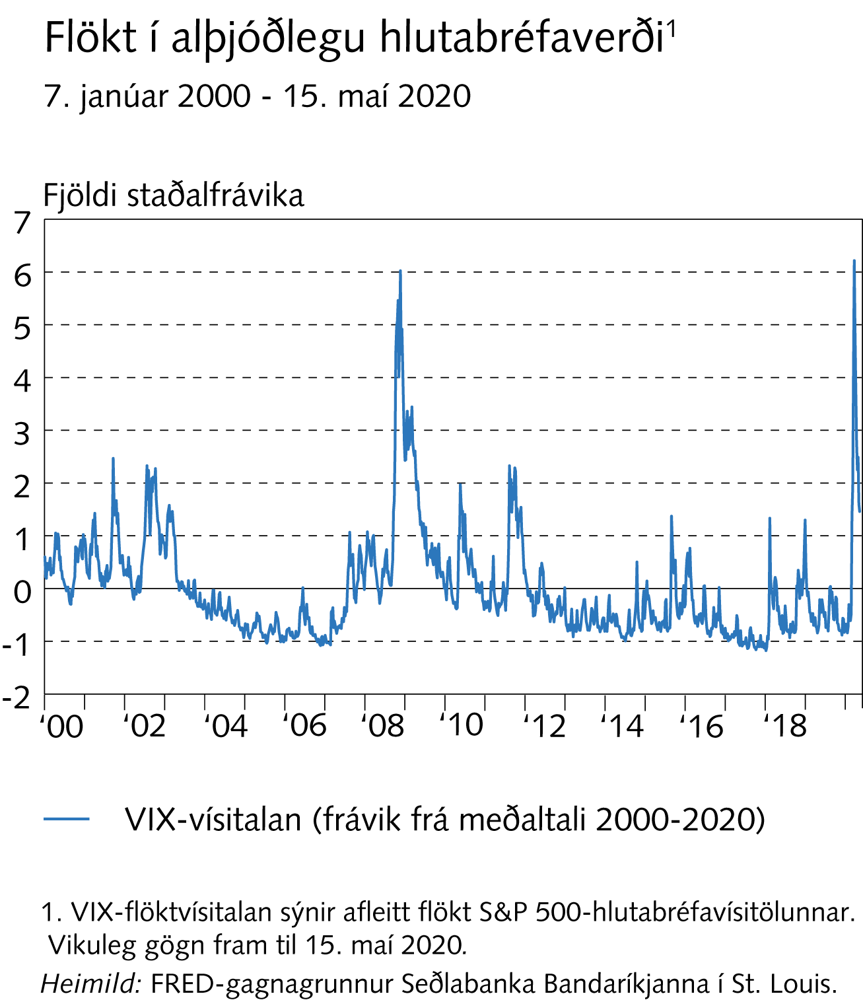 Flökt í alþjóðlegu hlutabréfaverði¹
7. janúar 2000 - 15. maí 2020
Fjöldi staðalfrávika
7
6
5
4
3
2
1
0
-1
-2
‘00 ‘02 ‘04 ‘06 ‘08 ‘10 ‘12 ‘14 ‘16 ‘18
VIX-vísitalan (frávik frá meðaltali 2000-2020)
1. VIX-flöktvísitalan sýnir afleitt flökt S&P 500-hlutabréfavísitölunnar.
Vikuleg gögn fram til 15. maí 2020.
Heimild: FRED-gagnagrunnur Seðlabanka Bandaríkjanna í St. Louis.